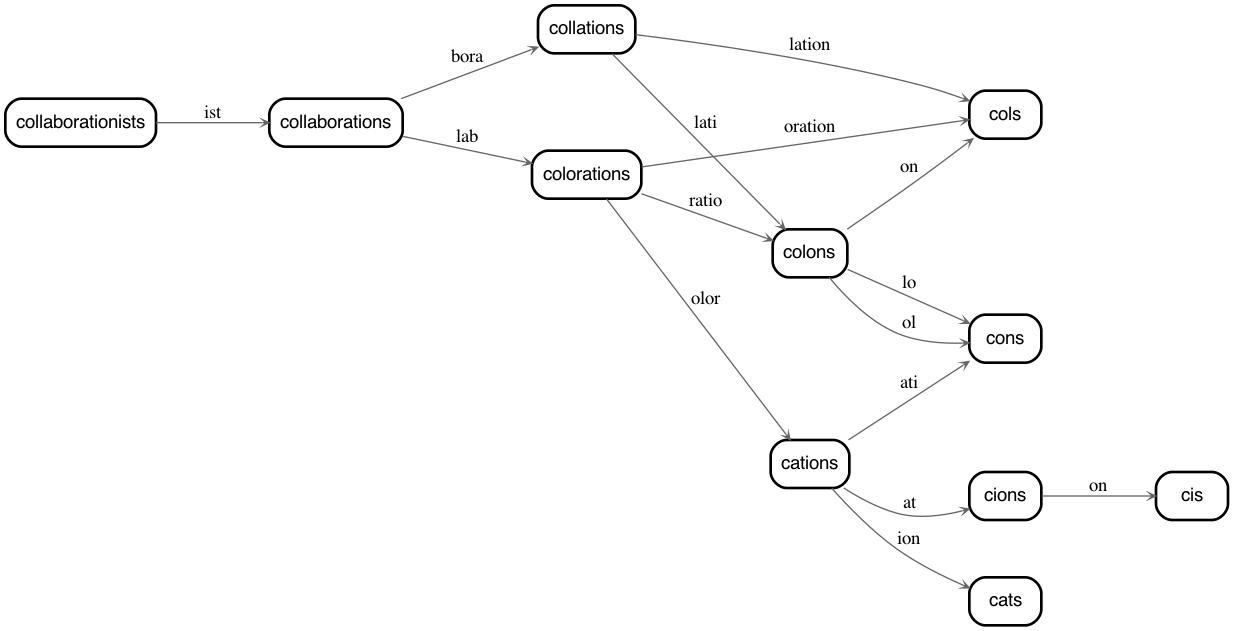 collations
lation
bora
collaborationists
ist
collaborations
cols
lati
oration
lab
colorations
on
ratio
colons
lo
olor
ol
cons
ati
cations
at
cions
on
cis
ion
cats